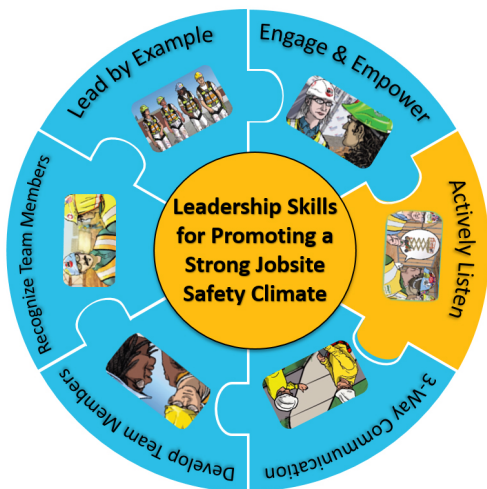 Leadership Skills
for Promoting a
Strong Jobsite
Safety Climate
Lead by Example
Engage & Empower
Actively Listen
3-Way Communication
Develop Team Members
Recognize Team Members